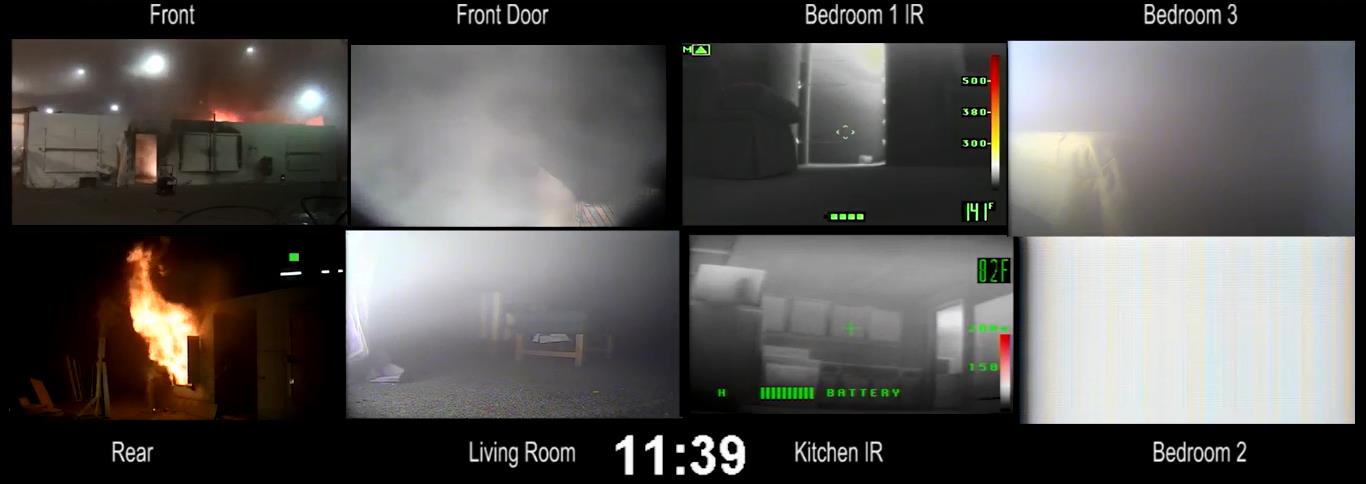 Front
Front Door
Bedroom 1 IR
Bedroom 3
M
500
380
300
141F
82F
150
H BATTERY
Rear
Living Room
11:39
Kitchen IR
Bedroom 2